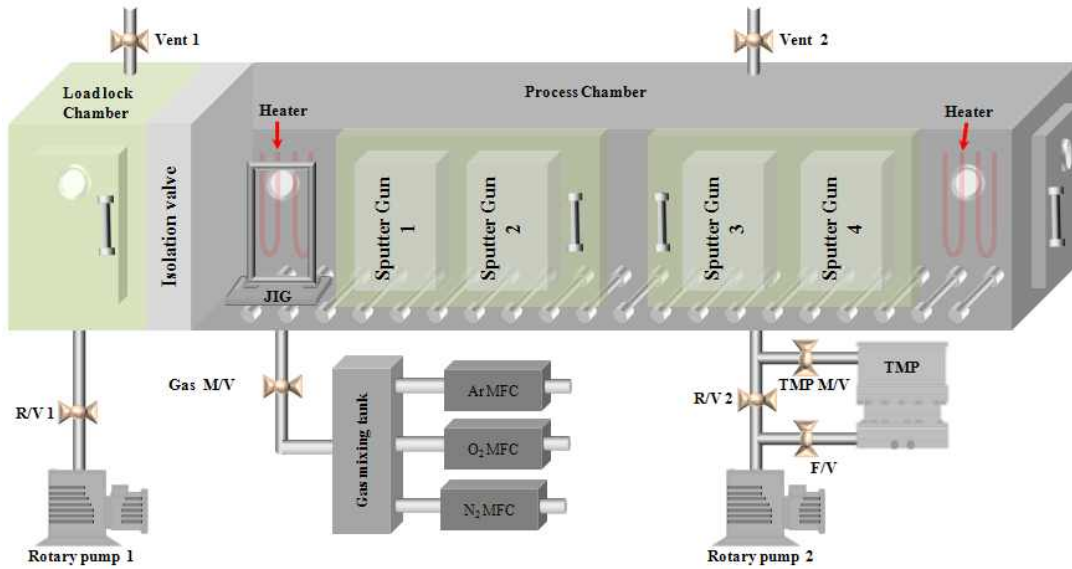 Vent 1
Vent 2
Load lock
Chamber
Process Chamber
Heater
Heater
Isolation valve
Sputter Gun
1
Sputter Gun
2
Sputter Gun
3
Sputter Gun
4
JIG
Gas M/V
R/V 1
Gas mixing tank
Ar MFC
O₂ MFC
N₂ MFC
R/V 2
TMP M/V
TMP
F/V
Rotary pump 1
Rotary pump 2